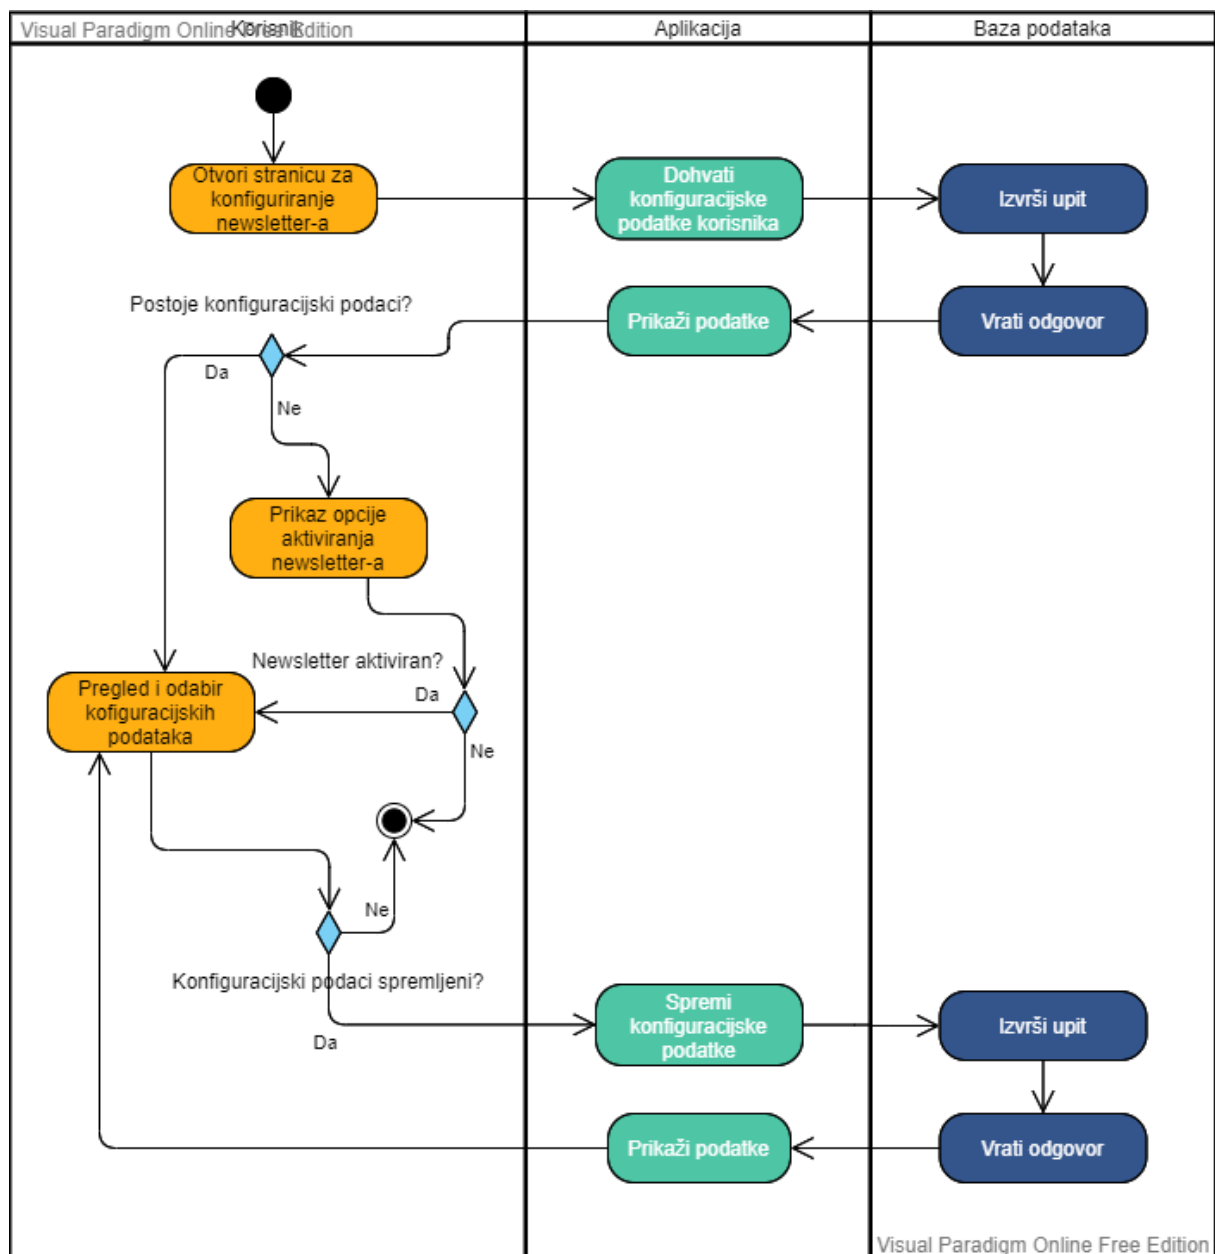 Visual Paradigm Online Free Edition
Korisnik
Aplikacija
Baza podataka
Otvori stranicu za
konfiguriranje
newsletter-a
Dohvati
konfiguracijske
podatke korisnika
Izvrši upit
Postoje konfiguracijski podaci?
Prikaži podatke
Vrati odgovor
Da
Ne
Prikaz opcije
aktiviranja
newsletter-a
Newsletter aktiviran?
Da
Pregled i odabir
kofiguracijskih
podataka
Ne
Ne
Konfiguracijski podaci spremljeni?
Da
Spremi
konfiguracijske
podatke
Izvrši upit
Prikaži podatke
Vrati odgovor
Visual Paradigm Online Free Edition